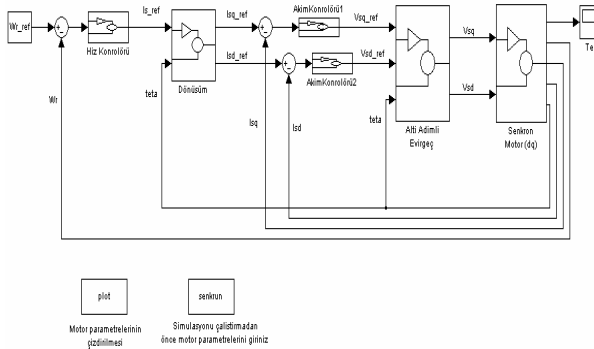 Wr_ref
Hiz Konrolörü
Is_ref
Dönüsüm
Isq_ref
Isd_ref
AkimKonrolörü1
AkimKonrolörü2
Vsq_ref
Vsd_ref
Alti Adimli
Evirgeç
Vsq
Vsd
Senkron
Motor (dq)
Te
Wr
teta
Isq
Isd
teta
plot
Motor parametrelerinin
çizdirilmesi
senkrun
Simulasyonu çalistirmadan
önce motor parametrelerini giriniz